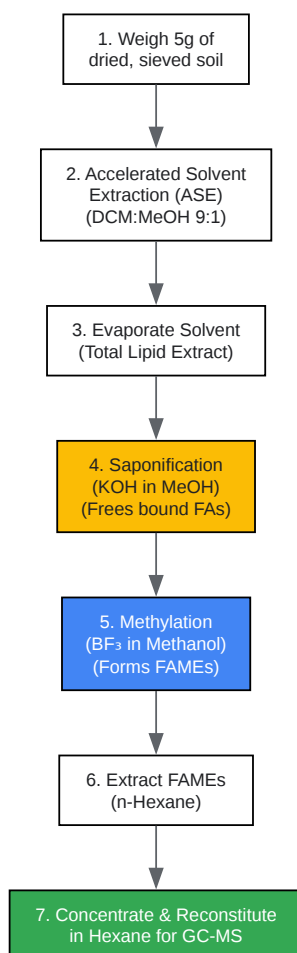 1. Weigh 5g of
dried, sieved soil
2. Accelerated Solvent
Extraction (ASE)
(DCM:MeOH 9:1)
3. Evaporate Solvent
(Total Lipid Extract)
4. Saponification
(KOH in MeOH)
(Frees bound FAs)
5. Methylation
(BF₃ in Methanol)
(Forms FAMEs)
6. Extract FAMEs
(n-Hexane)
7. Concentrate & Reconstitute
in Hexane for GC-MS